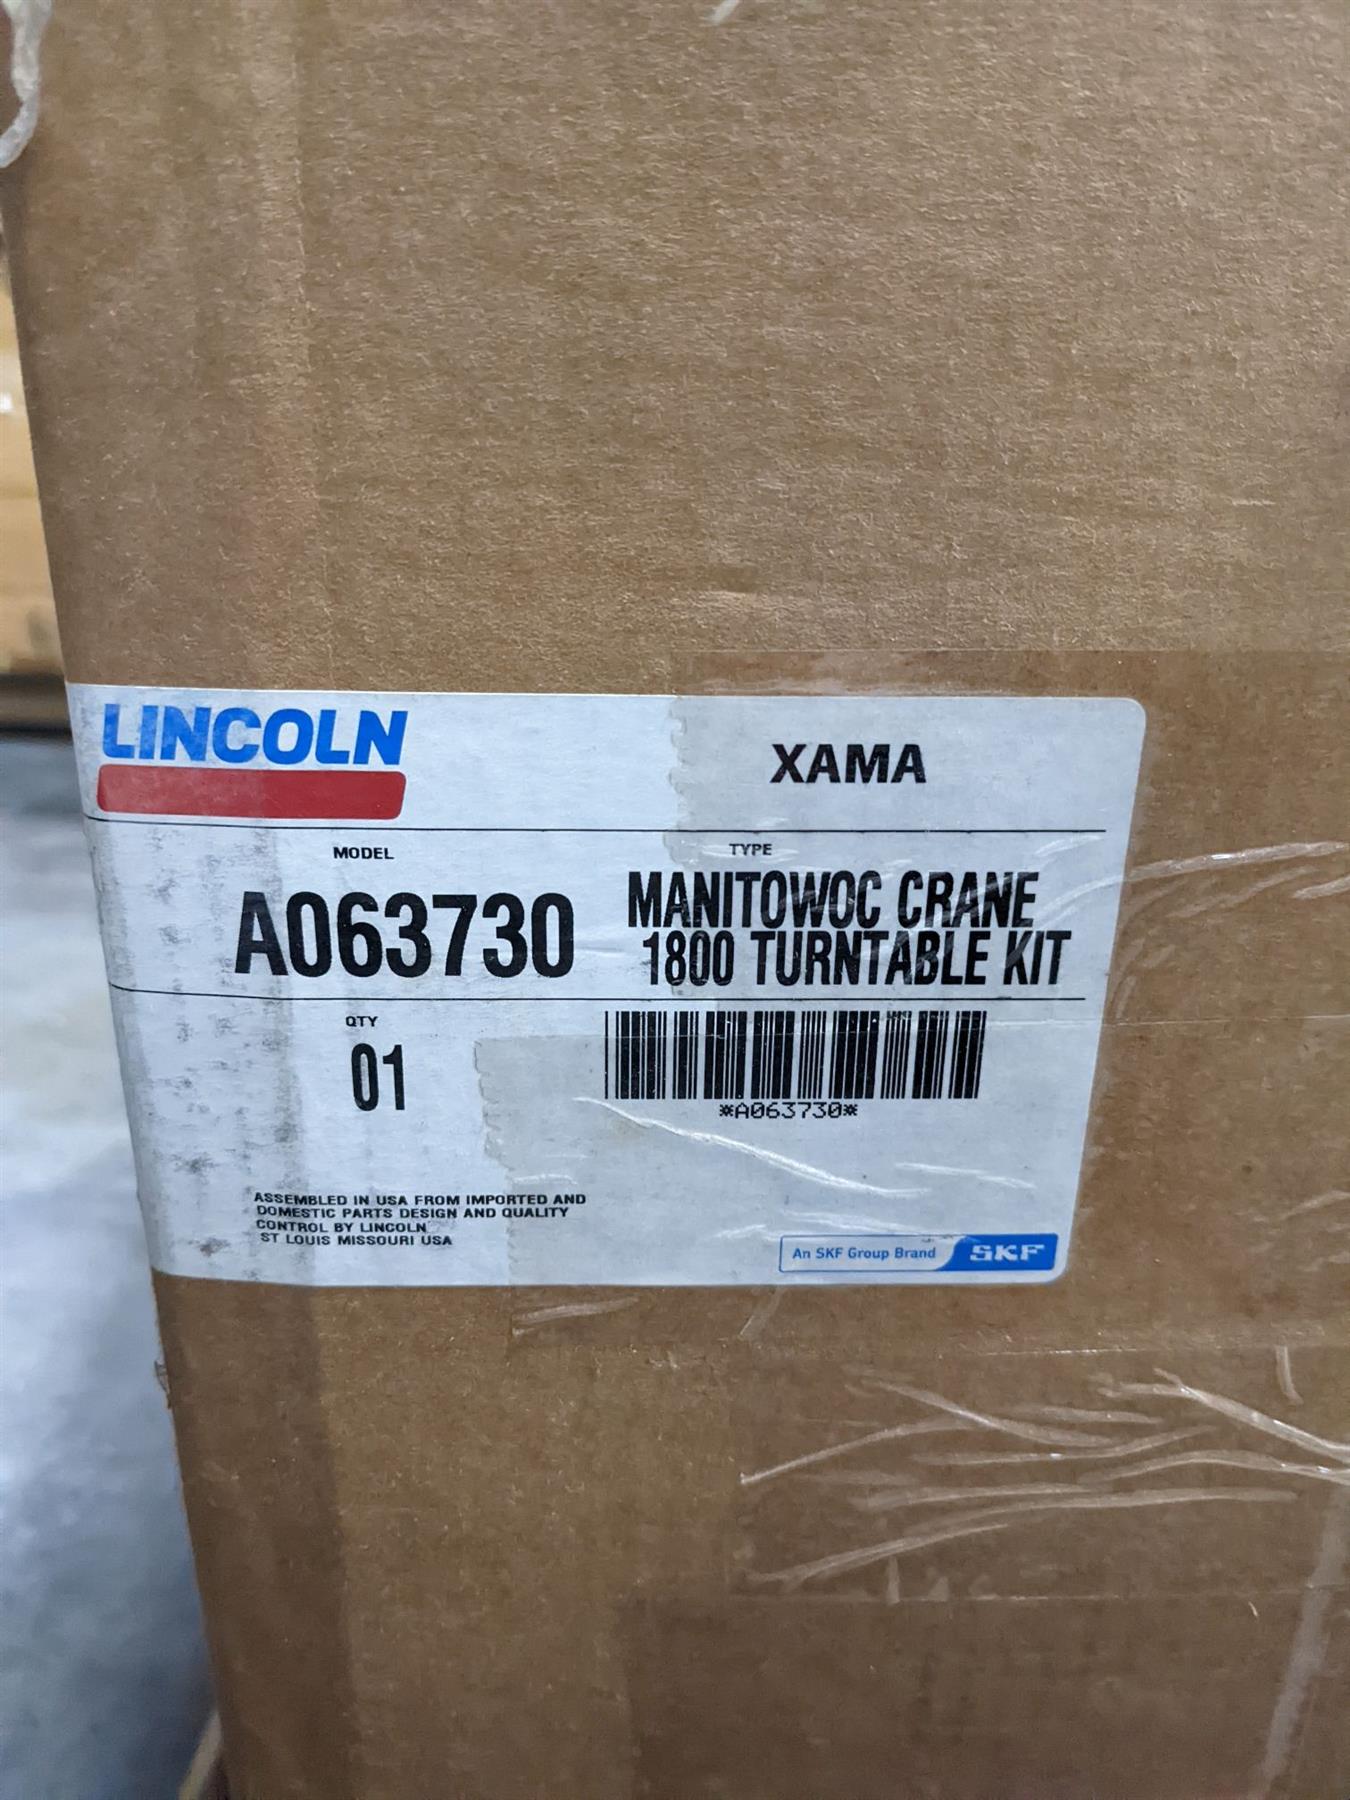 LINCOLN
XAMA
MODEL
TYPE
A063730
MANITOWOC CRANE
1800 TURNTABLE KIT
QTY
01
*A063730*
ASSEMBLED IN USA FROM IMPORTED AND
DOMESTIC PARTS DESIGN AND QUALITY
CONTROL BY LINCOLN
ST LOUIS MISSOURI USA
An SKF Group Brand
SKF